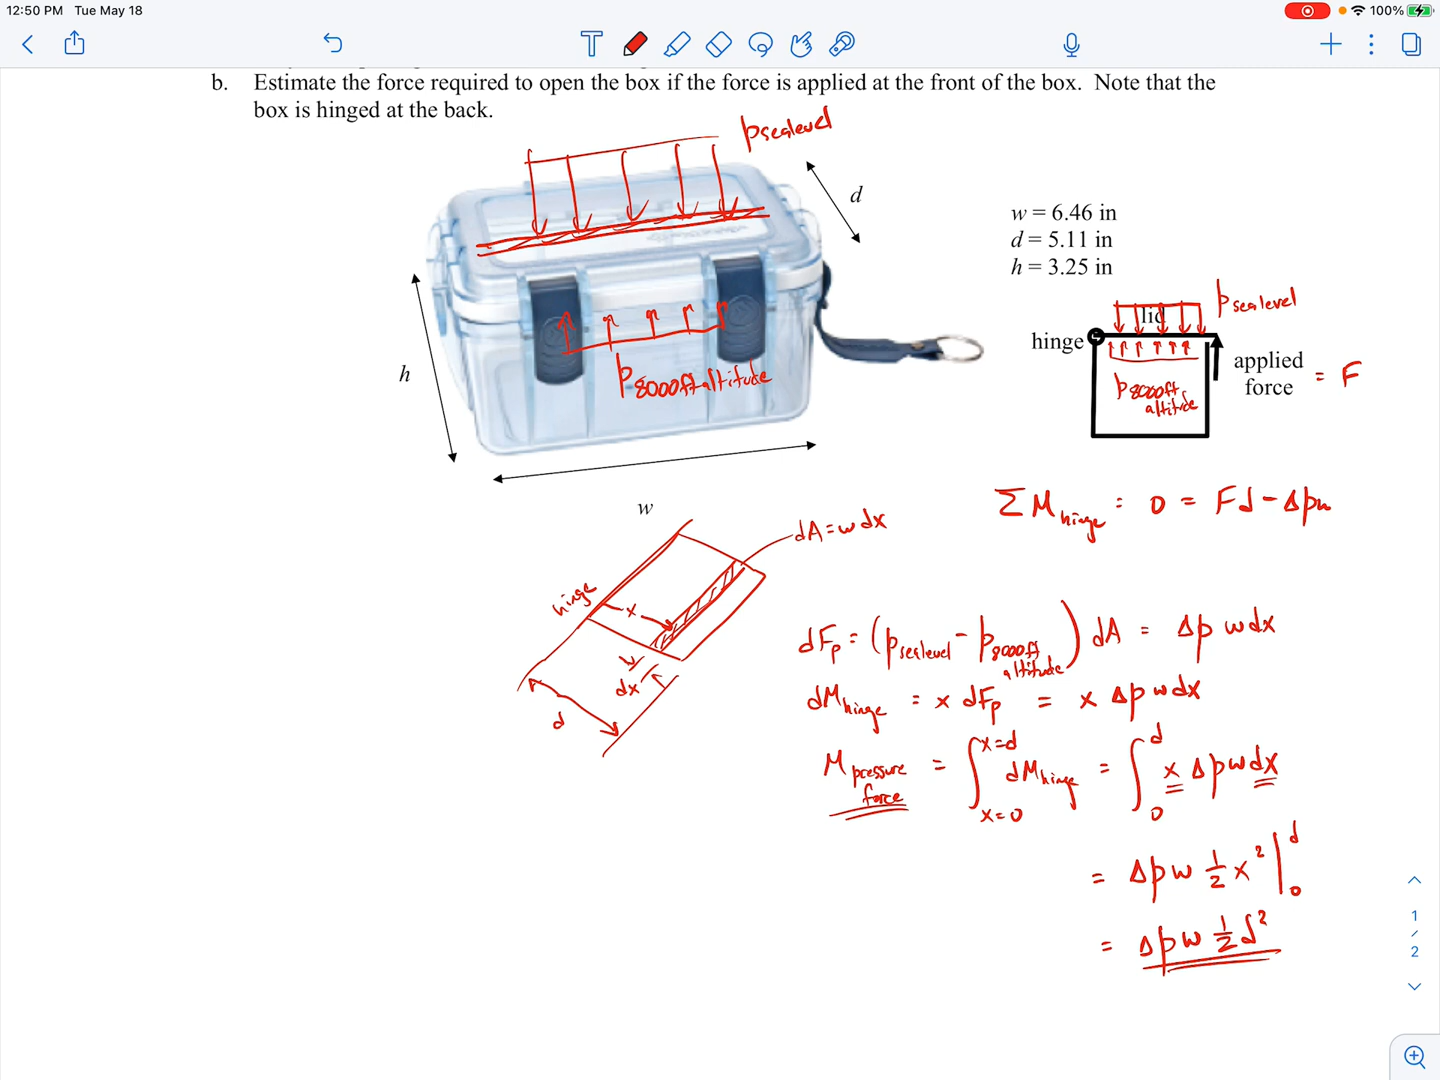 12:50 PM Tue May 18
100%
b. Estimate the force required to open the box if the force is applied at the front of the box. Note that the
box is hinged at the back.
psealevel
d
w = 6.46 in
d = 5.11 in
h = 3.25 in
psealevel
lid
hinge
applied
force = F
p8000ft altitude
h
p8000ft altitude
w
ΣMhinge : 0 = Fd - Δpw
dA = w dx
hinge
x
dx
d
dFp = (psealevel - p8000ft altitude) dA = Δp w dx
dMhinge = x dFp = x Δp w dx
Mpressure force = ∫x=0x=d dMhinge = ∫0d x Δp w dx
= Δp w 1/2 x² |0d
= Δp w 1/2 d²
1
/
2